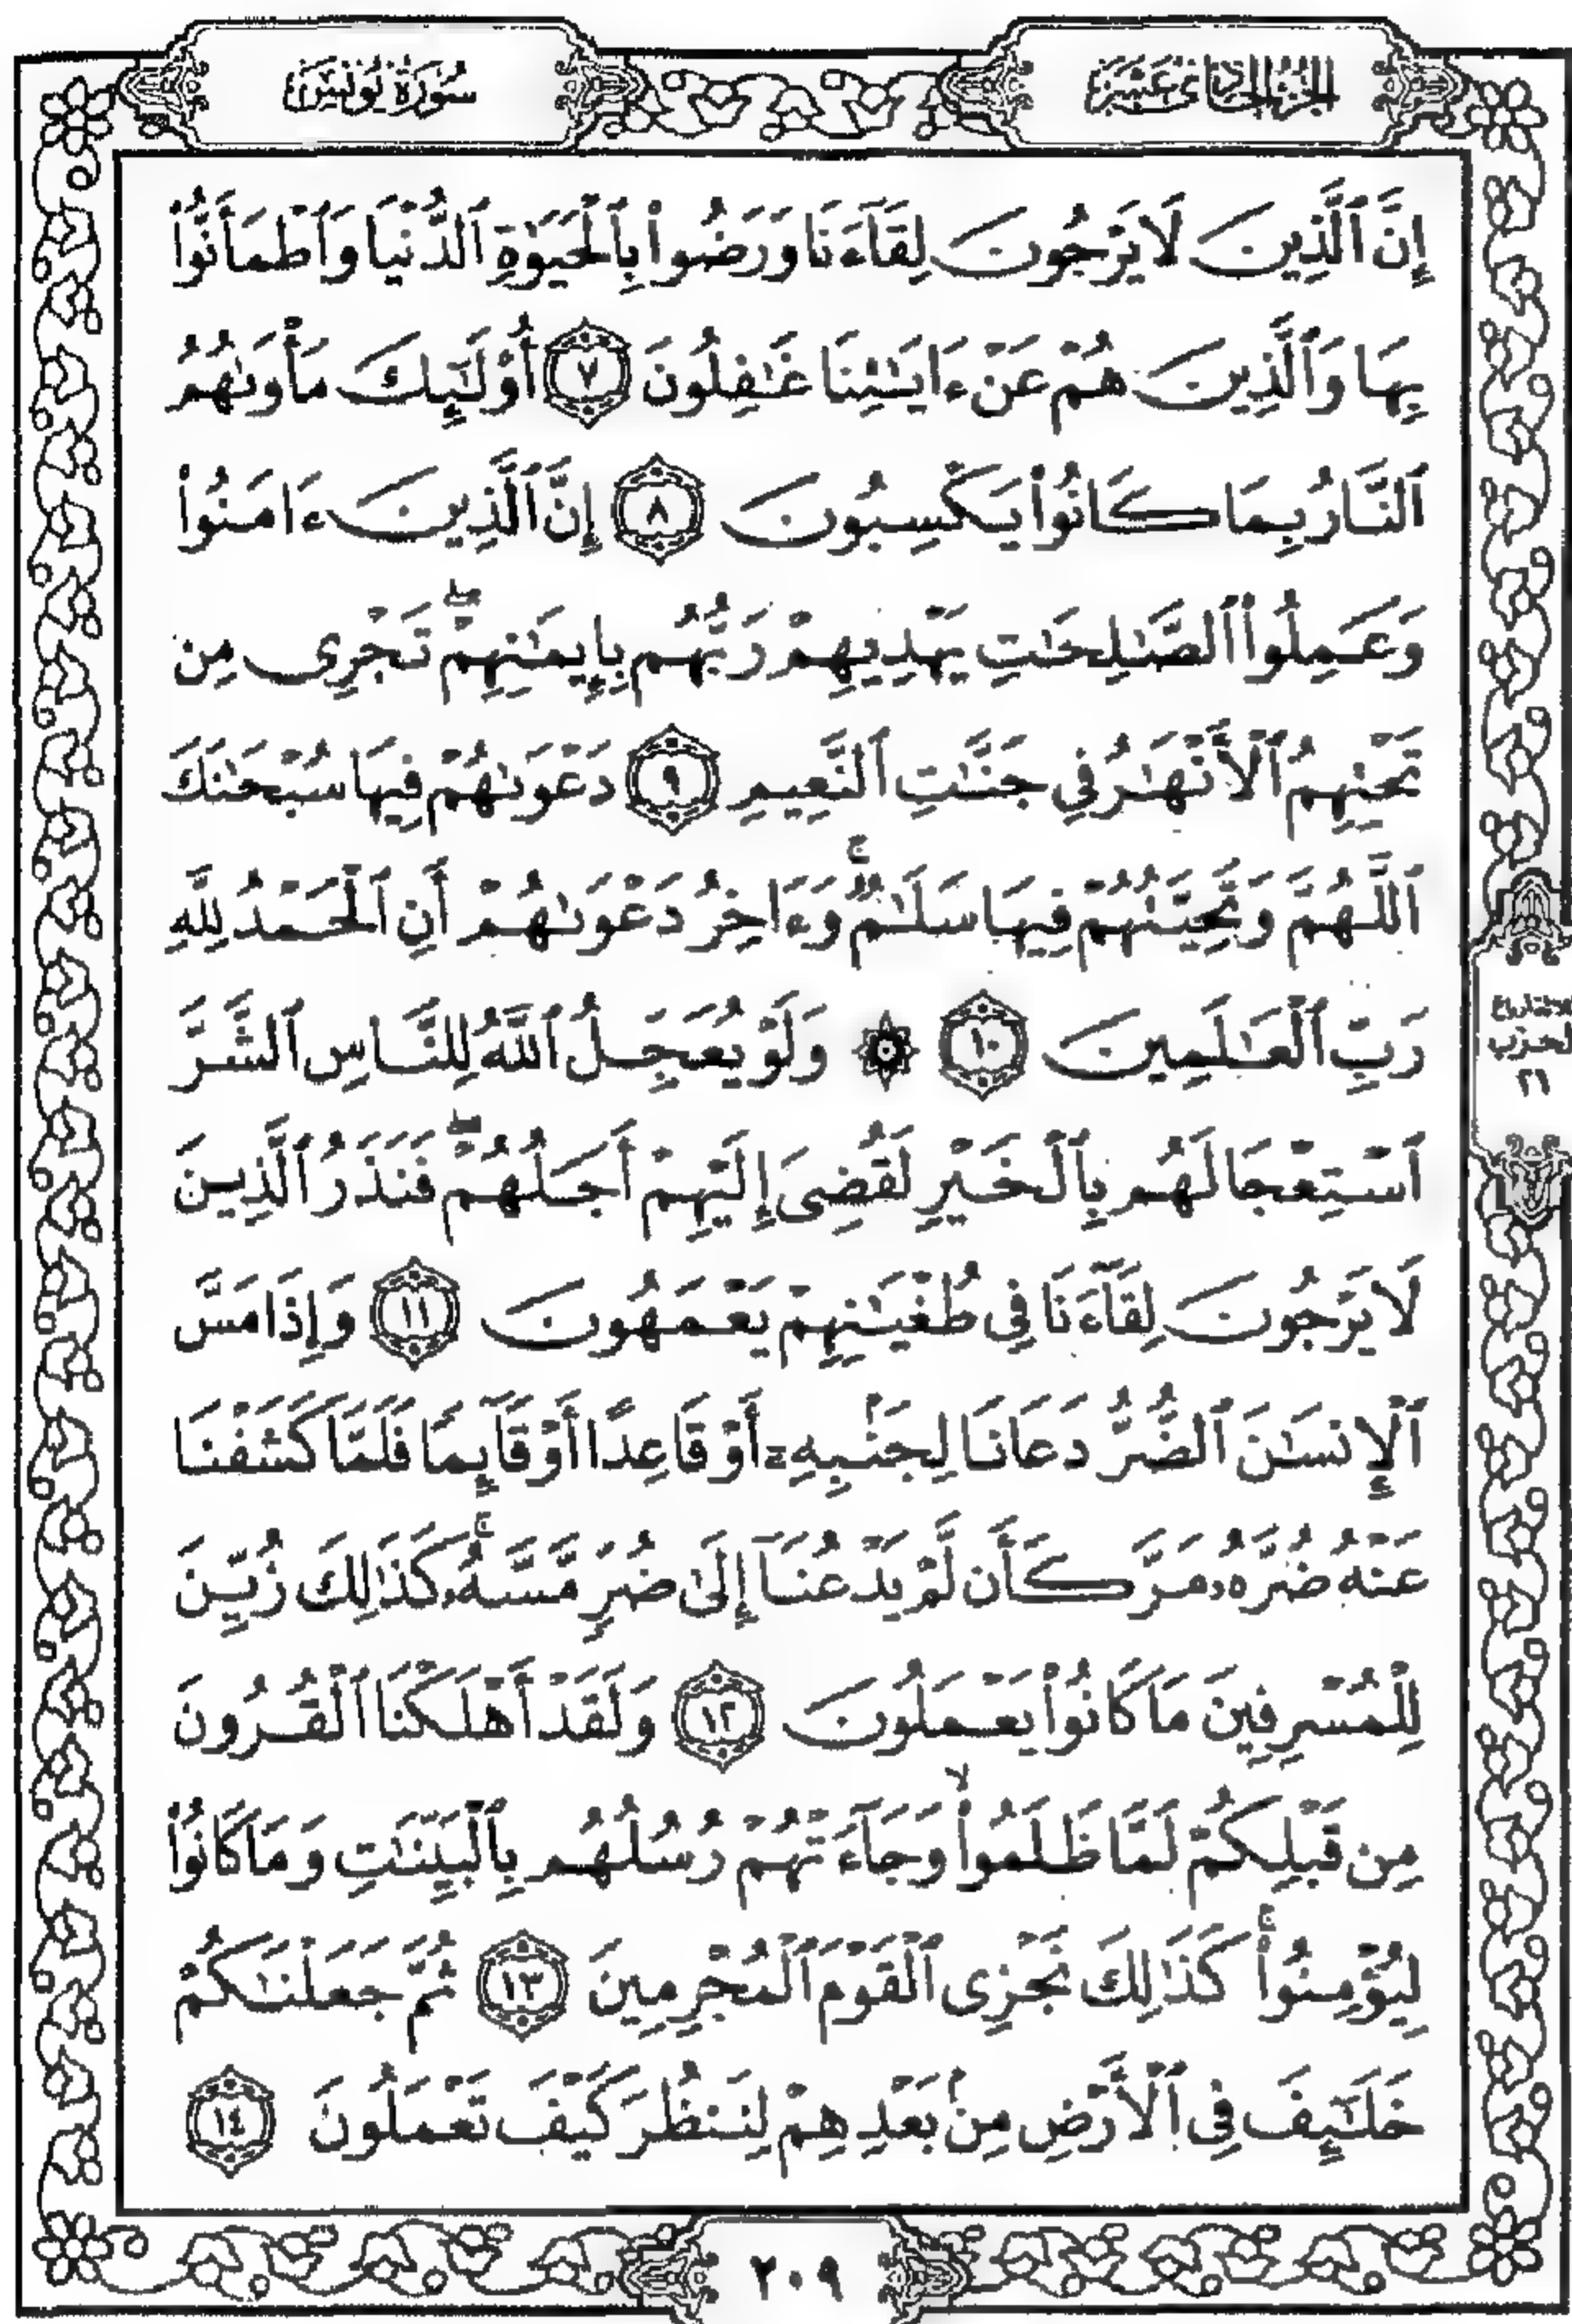 الجزء الحادي عشر
سورة يونس
إِنَّ ٱلَّذِينَ لَا يَرْجُونَ لِقَآءَنَا وَرَضُوا۟ بِٱلْحَيَوٰةِ ٱلدُّنْيَا وَٱطْمَأَنُّوا۟
بِهَا وَٱلَّذِينَ هُمْ عَنْ ءَايَـٰتِنَا غَـٰفِلُونَ ٧ أُو۟لَـٰٓئِكَ مَأْوَىٰهُمُ
ٱلنَّارُ بِمَا كَانُوا۟ يَكْسِبُونَ ٨ إِنَّ ٱلَّذِينَ ءَامَنُوا۟
وَعَمِلُوا۟ ٱلصَّـٰلِحَـٰتِ يَهْدِيهِمْ رَبُّهُم بِإِيمَـٰنِهِمْ ۖ تَجْرِى مِن
تَحْتِهِمُ ٱلْأَنْهَـٰرُ فِى جَنَّـٰتِ ٱلنَّعِيمِ ٩ دَعْوَىٰهُمْ فِيهَا سُبْحَـٰنَكَ
ٱللَّهُمَّ وَتَحِيَّتُهُمْ فِيهَا سَلَـٰمٌ ۚ وَءَاخِرُ دَعْوَىٰهُمْ أَنِ ٱلْحَمْدُ لِلَّهِ
رَبِّ ٱلْعَـٰلَمِينَ ١٠ ۞ وَلَوْ يُعَجِّلُ ٱللَّهُ لِلنَّاسِ ٱلشَّرَّ
ٱسْتِعْجَالَهُم بِٱلْخَيْرِ لَقُضِىَ إِلَيْهِمْ أَجَلُهُمْ ۖ فَنَذَرُ ٱلَّذِينَ
لَا يَرْجُونَ لِقَآءَنَا فِى طُغْيَـٰنِهِمْ يَعْمَهُونَ ١١ وَإِذَا مَسَّ
ٱلْإِنسَـٰنَ ٱلضُّرُّ دَعَانَا لِجَنۢبِهِۦٓ أَوْ قَاعِدًا أَوْ قَآئِمًا فَلَمَّا كَشَفْنَا
عَنْهُ ضُرَّهُۥ مَرَّ كَأَن لَّمْ يَدْعُنَآ إِلَىٰ ضُرٍّ مَّسَّهُۥ ۚ كَذَٰلِكَ زُيِّنَ
لِلْمُسْرِفِينَ مَا كَانُوا۟ يَعْمَلُونَ ١٢ وَلَقَدْ أَهْلَكْنَا ٱلْقُرُونَ
مِن قَبْلِكُمْ لَمَّا ظَلَمُوا۟ ۙ وَجَآءَتْهُمْ رُسُلُهُم بِٱلْبَيِّنَـٰتِ وَمَا كَانُوا۟
لِيُؤْمِنُوا۟ ۚ كَذَٰلِكَ نَجْزِى ٱلْقَوْمَ ٱلْمُجْرِمِينَ ١٣ ثُمَّ جَعَلْنَـٰكُمْ
خَلَـٰٓئِفَ فِى ٱلْأَرْضِ مِنۢ بَعْدِهِمْ لِنَنظُرَ كَيْفَ تَعْمَلُونَ ١٤
٢٠٩